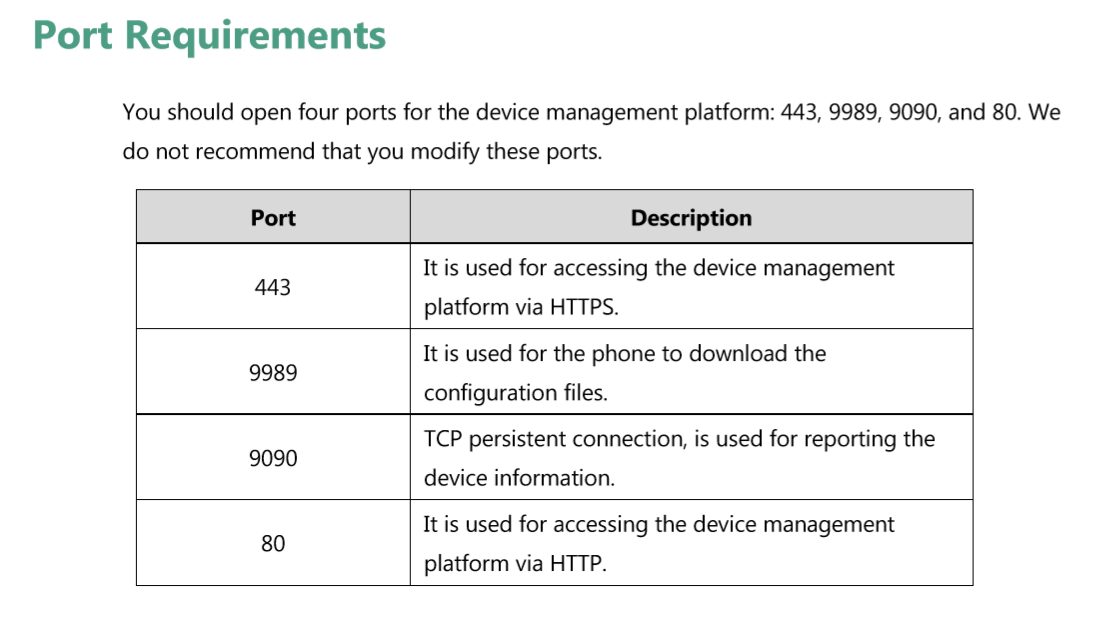 Port Requirements
You should open four ports for the device management platform: 443, 9989, 9090, and 80. We
do not recommend that you modify these ports.
Port Description
443
It is used for accessing the device management
platform via HTTPS.
9989
It is used for the phone to download the
configuration files.
9090
TCP persistent connection, is used for reporting the
device information.
80
It is used for accessing the device management
platform via HTTP.